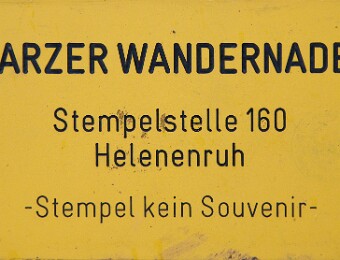 ARZER WANDERNADE
Stempelstelle 160
Helenenruh
-Stempel kein Souvenir-